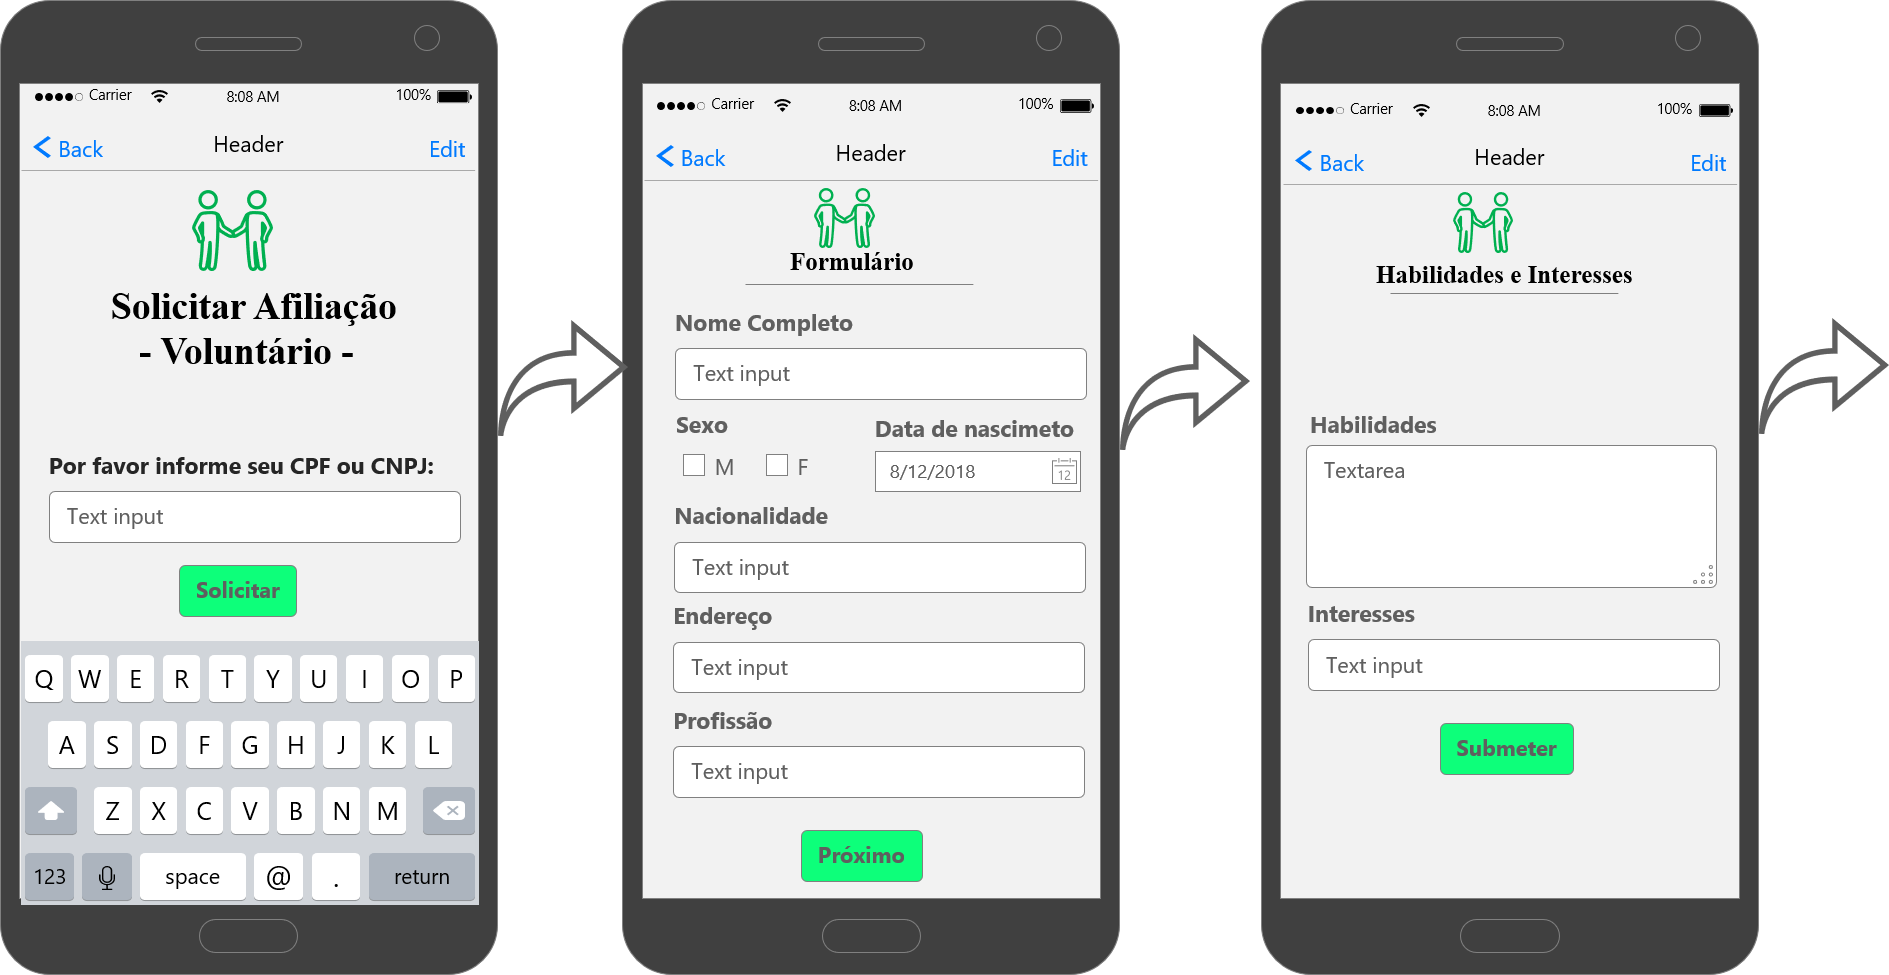 Carrier 8:08 AM 100%
Back Header Edit
Solicitar Afiliação
- Voluntário -
Por favor informe seu CPF ou CNPJ:
Text input
Solicitar
Q W E R T Y U I O P
A S D F G H J K L
Z X C V B N M
123 space @ . return
Carrier 8:08 AM 100%
Back Header Edit
Formulário
Nome Completo
Text input
Sexo Data de nascimeto
M F 8/12/2018 12
Nacionalidade
Text input
Endereço
Text input
Profissão
Text input
Próximo
Carrier 8:08 AM 100%
Back Header Edit
Habilidades e Interesses
Habilidades
Textarea
Interesses
Text input
Submeter